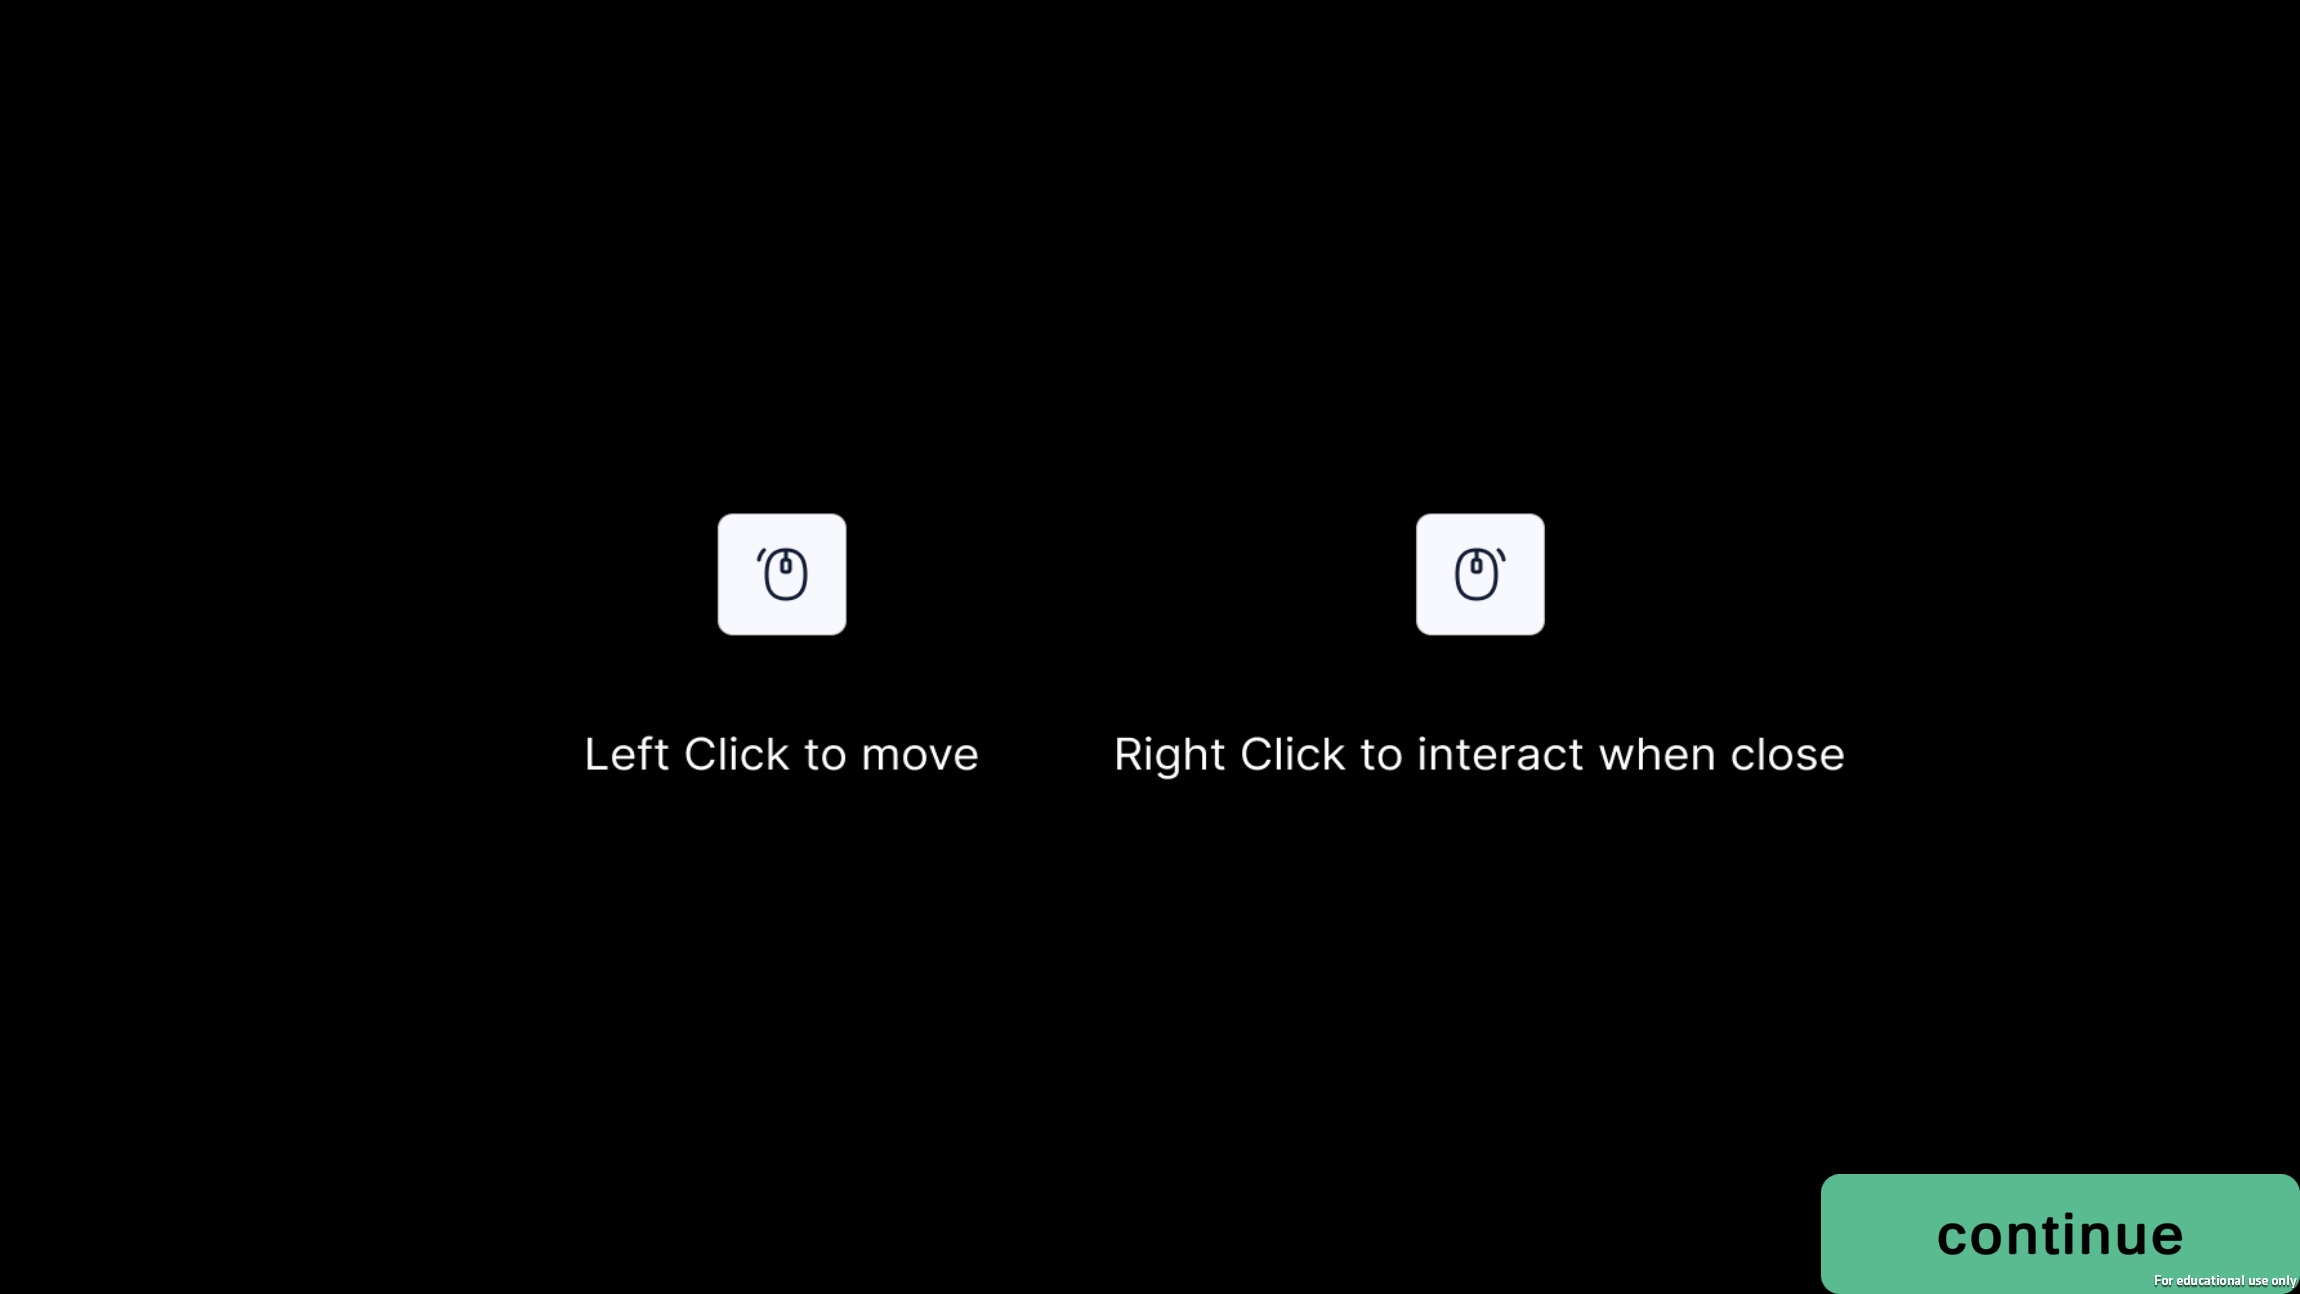 Left Click to move
Right Click to interact when close
continue
For educational use only